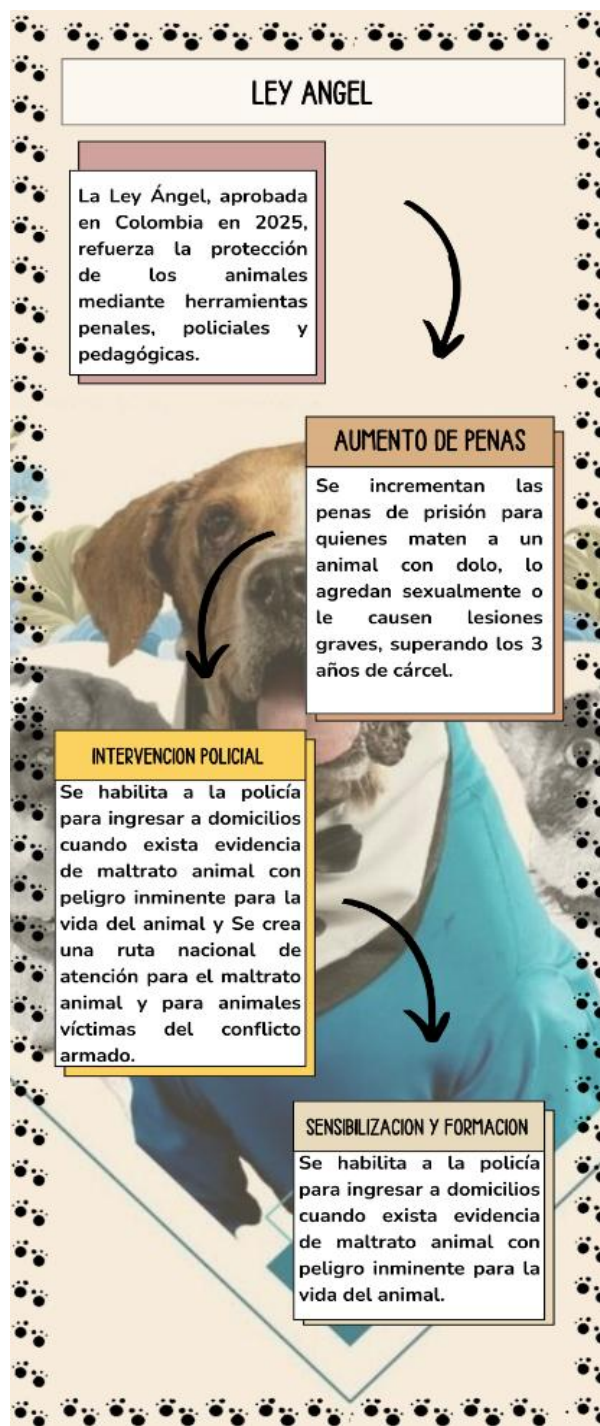 LEY ANGEL
La Ley Ángel, aprobada
en Colombia en 2025,
refuerza la protección
de los animales
mediante herramientas
penales, policiales y
pedagógicas.
AUMENTO DE PENAS
Se incrementan las
penas de prisión para
quienes maten a un
animal con dolo, lo
agredan sexualmente o
le causen lesiones
graves, superando los 3
años de cárcel.
INTERVENCION POLICIAL
Se habilita a la policía
para ingresar a domicilios
cuando exista evidencia
de maltrato animal con
peligro inminente para la
vida del animal y Se crea
una ruta nacional de
atención para el maltrato
animal y para animales
víctimas del conflicto
armado.
SENSIBILIZACION Y FORMACION
Se habilita a la policía
para ingresar a domicilios
cuando exista evidencia
de maltrato animal con
peligro inminente para la
vida del animal.